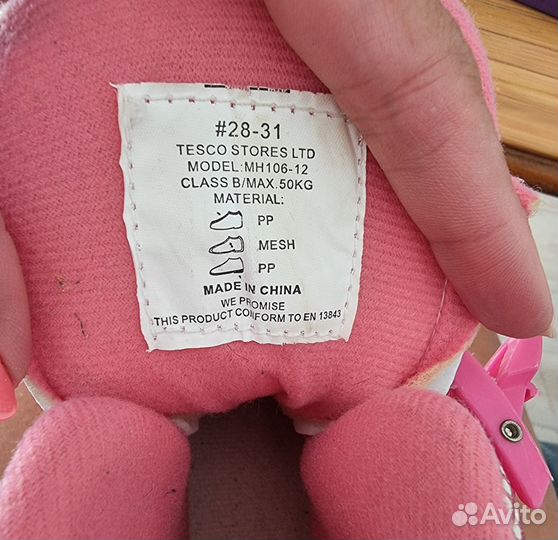 #28-31
TESCO STORES LTD
MODEL:MH106-12
CLASS B/MAX.50KG
MATERIAL:
PP
MESH
PP
MADE IN CHINA
WE PROMISE
THIS PRODUCT CONFORM TO EN 13843
Avito